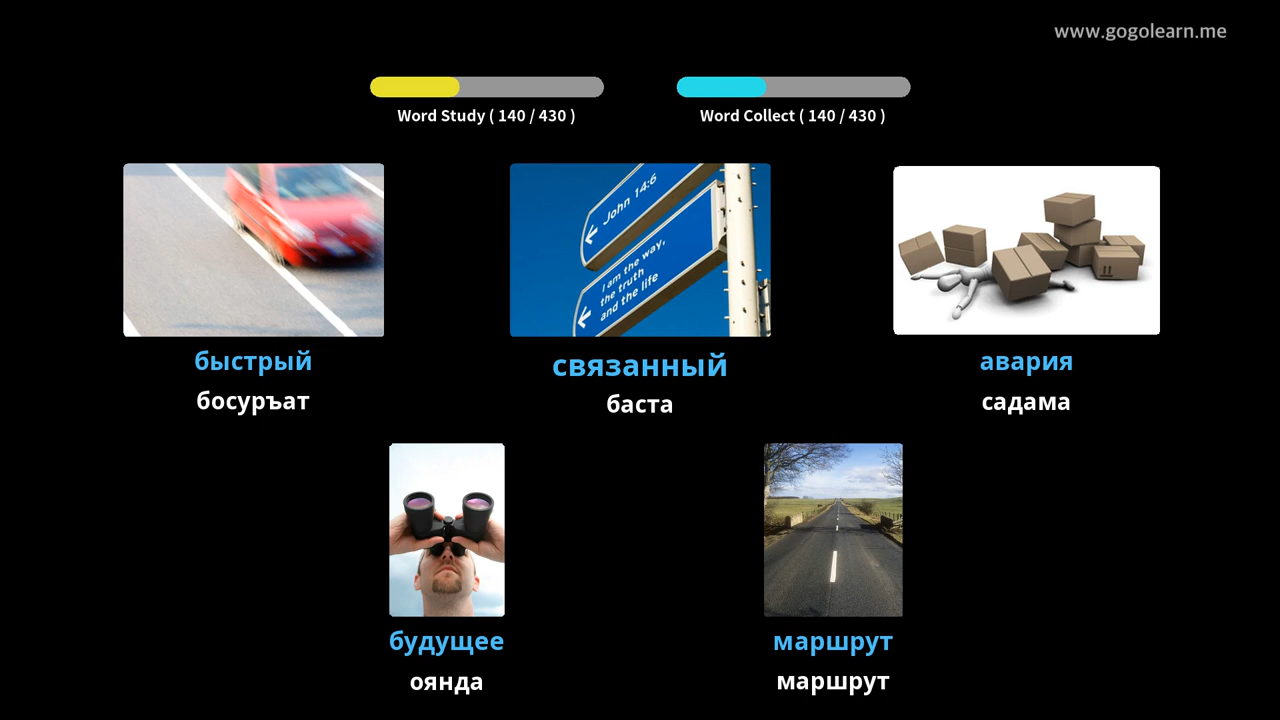 www.gogolearn.me
Word Study ( 140 / 430 )
Word Collect ( 140 / 430 )
John 14:6
I am the way,
the truth
and the life
быстрый
босуръат
связанный
баста
авария
садама
будущее
оянда
маршрут
маршрут